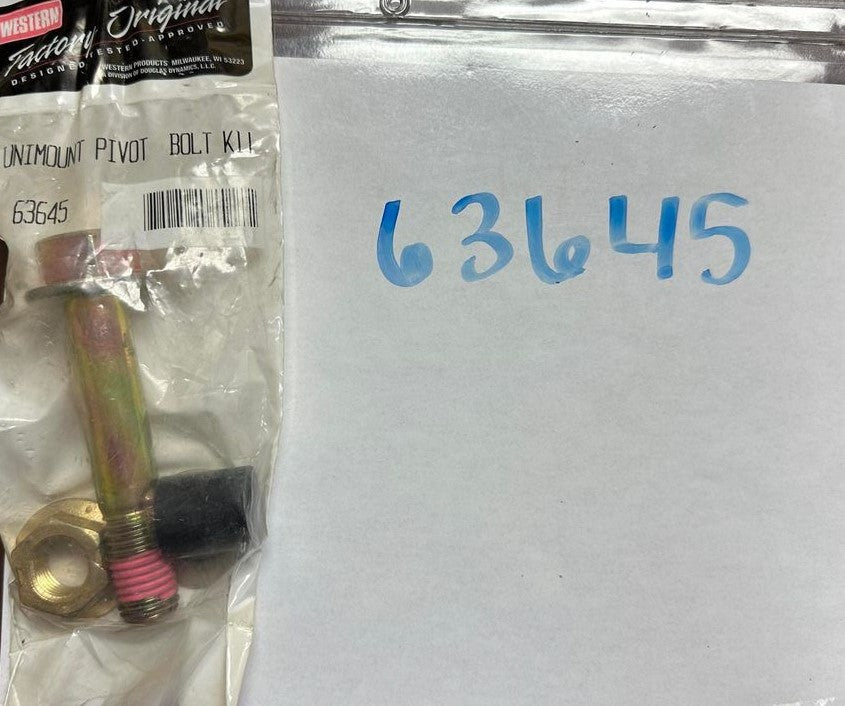 WESTERN
Factory Original
DESIGNED-TESTED-APPROVED
WESTERN PRODUCTS MILWAUKEE, WI 53223
A DIVISION OF DOUGLAS DYNAMICS, L.L.C.
UNIMOUNT PIVOT BOLT KIT
63645
63645